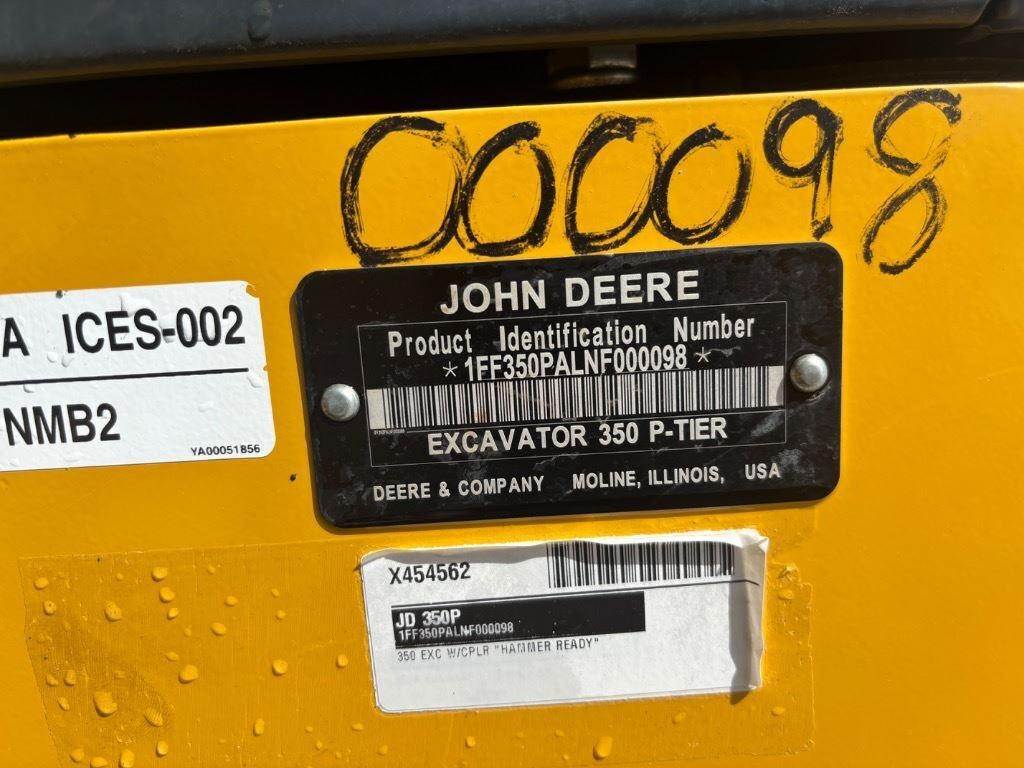 000098
A ICES-002
NMB2
YA00051856
JOHN DEERE
Product Identification Number
* 1FF350PALNF000098 *
EXCAVATOR 350 P-TIER
DEERE & COMPANY MOLINE, ILLINOIS, USA
X454562
JD 350P
1FF350PALNF000098
350 EXC W/CPLR "HAMMER READY"